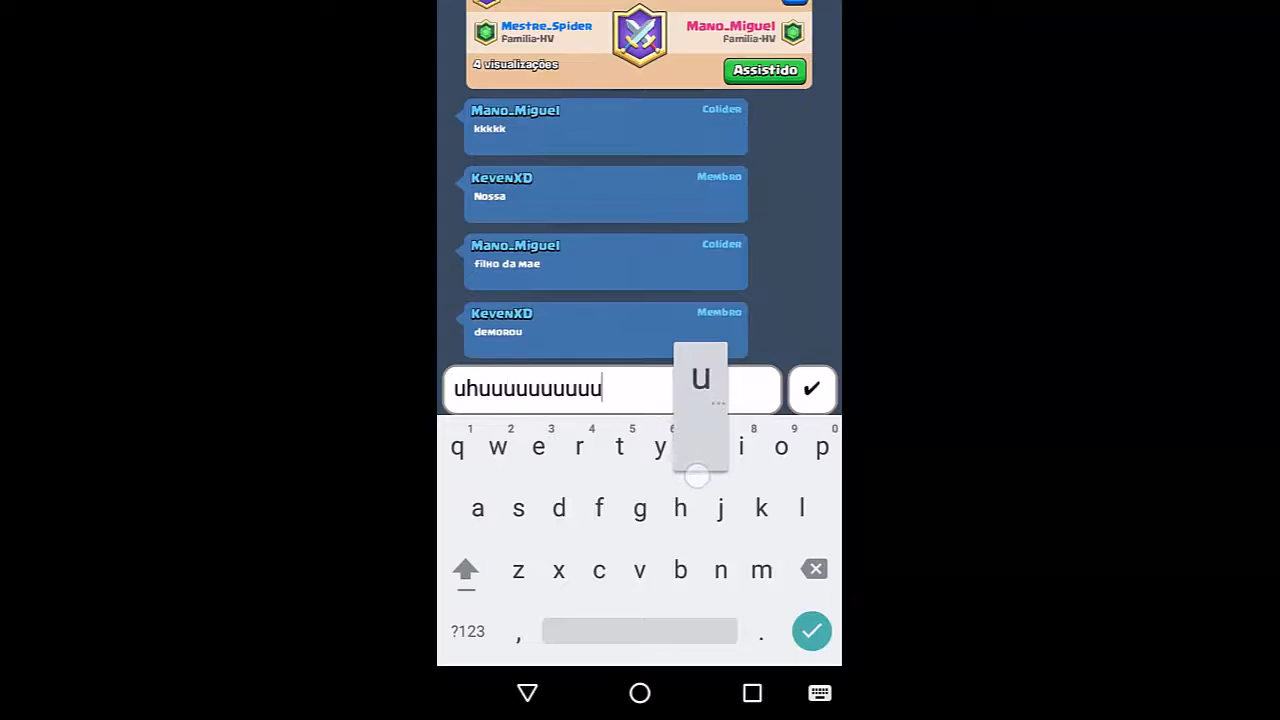 Mestre_Spider
Familia-HV
Mano_Miguel
Familia-HV
4 visualizações
Assistido
Mano_Miguel
Colíder
kkkkk
KevenXD
Membro
Nossa
Mano_Miguel
Colíder
filho da mae
KevenXD
Membro
demorou
uhuuuuuuuuuu
u
...
✔
1 2 3 4 5 6 8 9 0
q w e r t y i o p
a s d f g h j k l
z x c v b n m
?123 , .